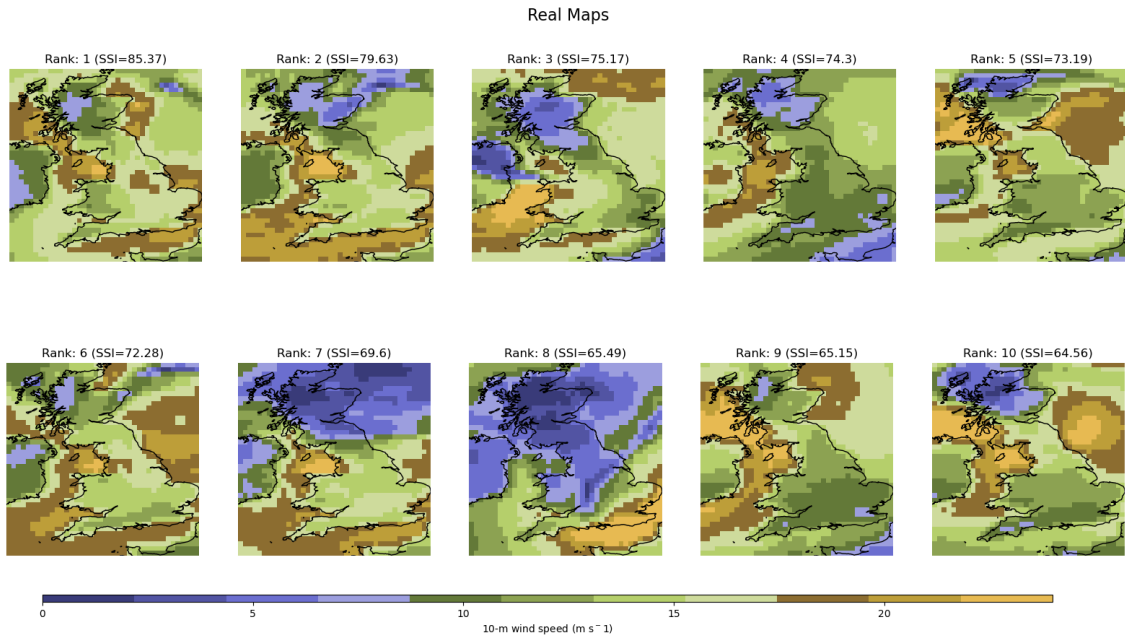 Real Maps
Rank: 1 (SSI=85.37)
Rank: 2 (SSI=79.63)
Rank: 3 (SSI=75.17)
Rank: 4 (SSI=74.3)
Rank: 5 (SSI=73.19)
Rank: 6 (SSI=72.28)
Rank: 7 (SSI=69.6)
Rank: 8 (SSI=65.49)
Rank: 9 (SSI=65.15)
Rank: 10 (SSI=64.56)
0 5 10 15 20
10-m wind speed (m s − 1)